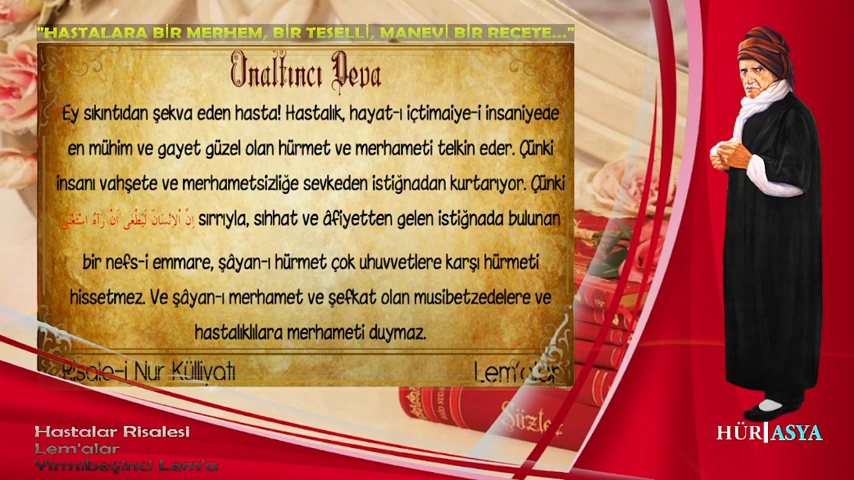 "HASTALARA BİR MERHEM, BİR TESELLİ, MANEVİ BİR REÇETE..."
Onaltıncı Deva
Ey sıkıntıdan şekva eden hasta! Hastalık, hayat-ı içtimaiye-i insaniyede
en mühim ve gayet güzel olan hürmet ve merhameti telkin eder. Çünki
insanı vahşete ve merhametsizliğe sevkeden istiğnadan kurtarıyor. Çünki
اِنَّ اْلاِنْسَانَ لَيَطْغٰى اَنْ رَاٰهُ اسْتَغْنٰى sırrıyla, sıhhat ve âfiyetten gelen istiğnada bulunan
bir nefs-i emmare, şâyan-ı hürmet çok uhuvvetlere karşı hürmeti
hissetmez. Ve şâyan-ı merhamet ve şefkat olan musibetzedelere ve
hastalıklılara merhameti duymaz.
Risale-i Nur Külliyatı Lem'alar
Sözler
Hastalar Risalesi
Lem'alar
Yirmibeşinci Lem'a
HÜR ASYA